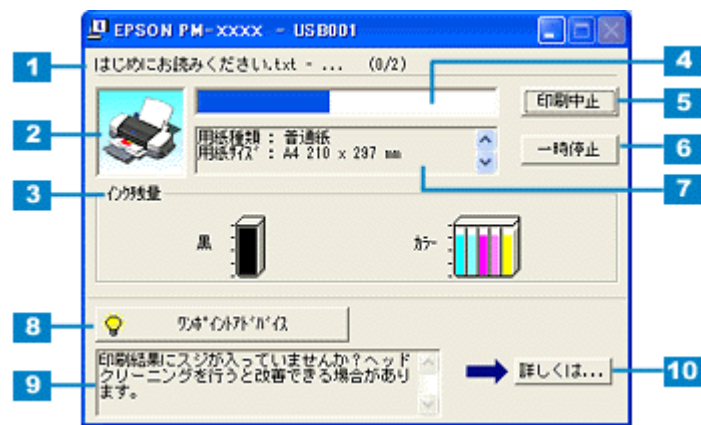 EPSON PM-xxxx - USB001
1
はじめにお読みください.txt - ... (0/2)
4
印刷中止
5
2
用紙種類 : 普通紙
用紙ｻｲｽﾞ : A4 210 x 297 mm
一時停止
6
7
3
ｲﾝｸ残量
黒
ｶﾗｰ
8
ﾜﾝﾎﾟｲﾝﾄｱﾄﾞﾊﾞｲｽ
9
印刷結果にスジが入っていませんか？ヘッド
クリーニングを行うと改善できる場合があり
ます。
詳しくは...
10